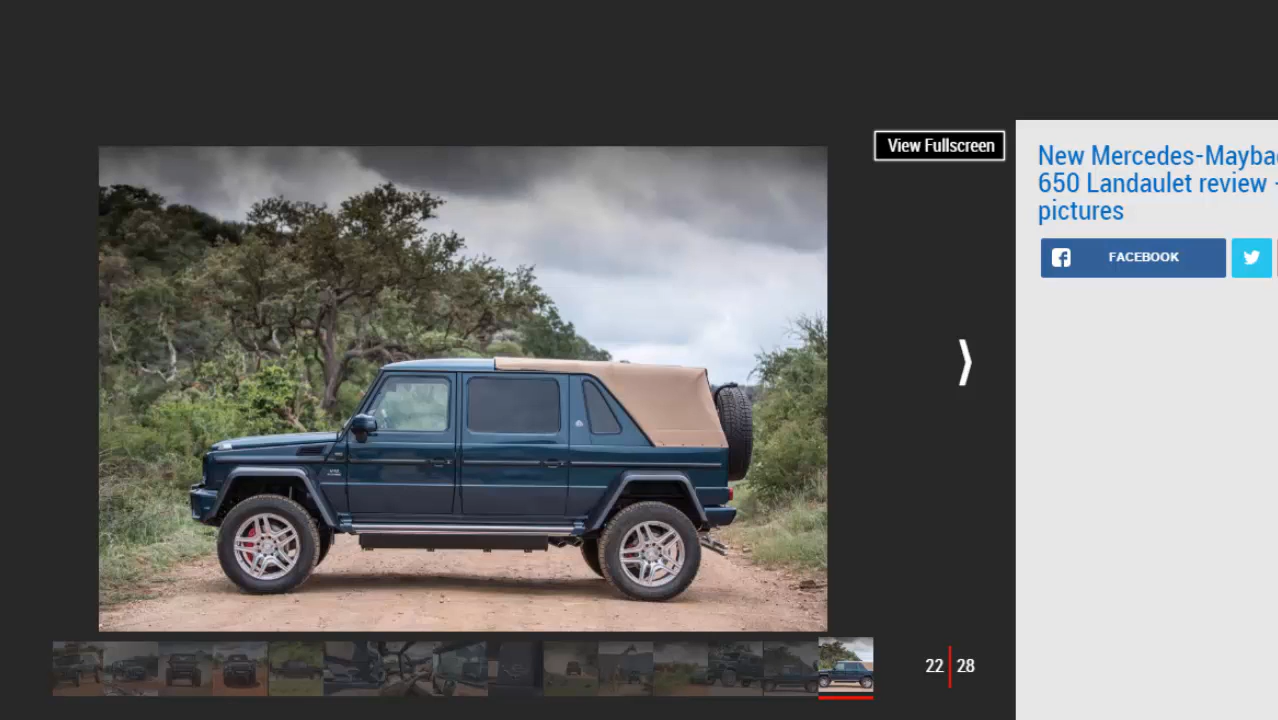 View Fullscreen
New Mercedes-Mayba
650 Landaulet review -
pictures
FACEBOOK
22 28